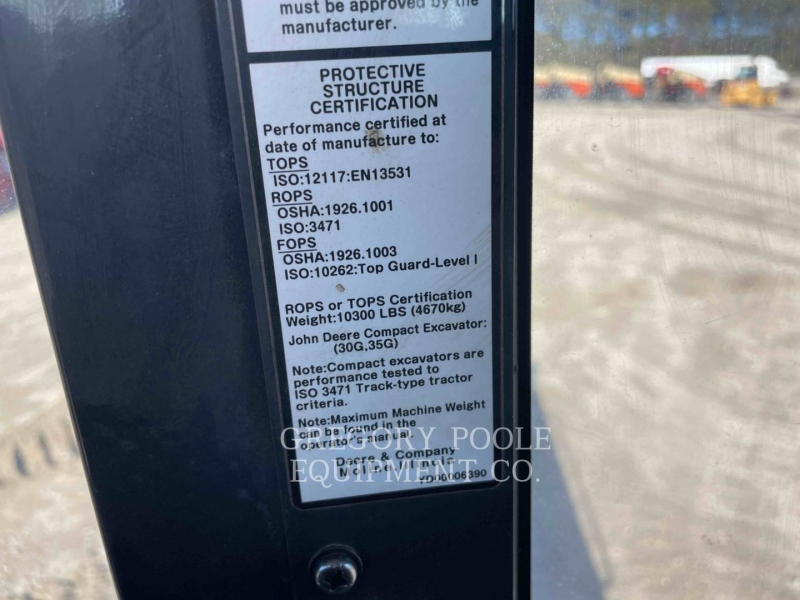 must be approved by the
manufacturer.
PROTECTIVE
STRUCTURE
CERTIFICATION
Performance certified at
date of manufacture to:
TOPS
ISO:12117:EN13531
ROPS
OSHA:1926.1001
ISO:3471
FOPS
OSHA:1926.1003
ISO:10262:Top Guard-Level I
ROPS or TOPS Certification
Weight:10300 LBS (4670kg)
John Deere Compact Excavator:
(30G,35G)
Note:Compact excavators are
performance tested to
ISO 3471 Track-type tractor
criteria.
Note:Maximum Machine Weight
can be found in the
operator's manual.
Deere & Company
Moline Illinois
YD00006390
GREGORY POOLE
EQUIPMENT CO.